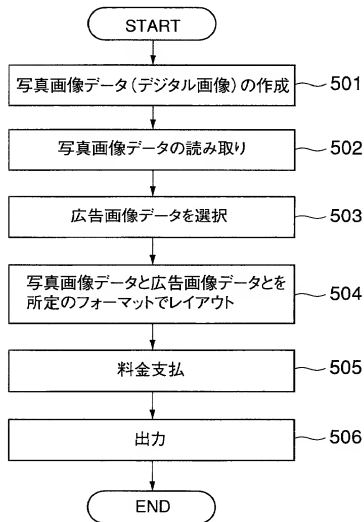 START
写真画像データ(デジタル画像)の作成 501
写真画像データの読み取り 502
広告画像データを選択 503
写真画像データと広告画像データとを
所定のフォーマットでレイアウト 504
料金支払 505
出力 506
END